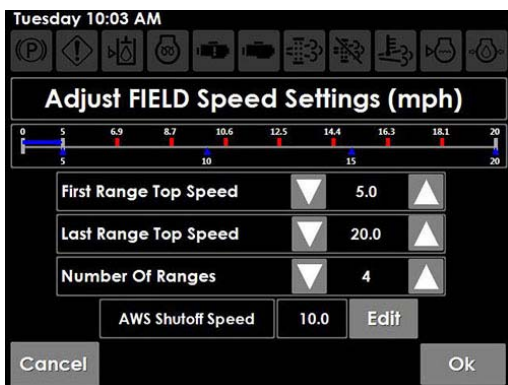 Tuesday 10:03 AM
(P)
Adjust FIELD Speed Settings (mph)
0 5 6.9 8.7 10.6 12.5 14.4 16.3 18.1 20
5 10 15 20
First Range Top Speed 5.0
Last Range Top Speed 20.0
Number Of Ranges 4
AWS Shutoff Speed 10.0 Edit
Cancel Ok